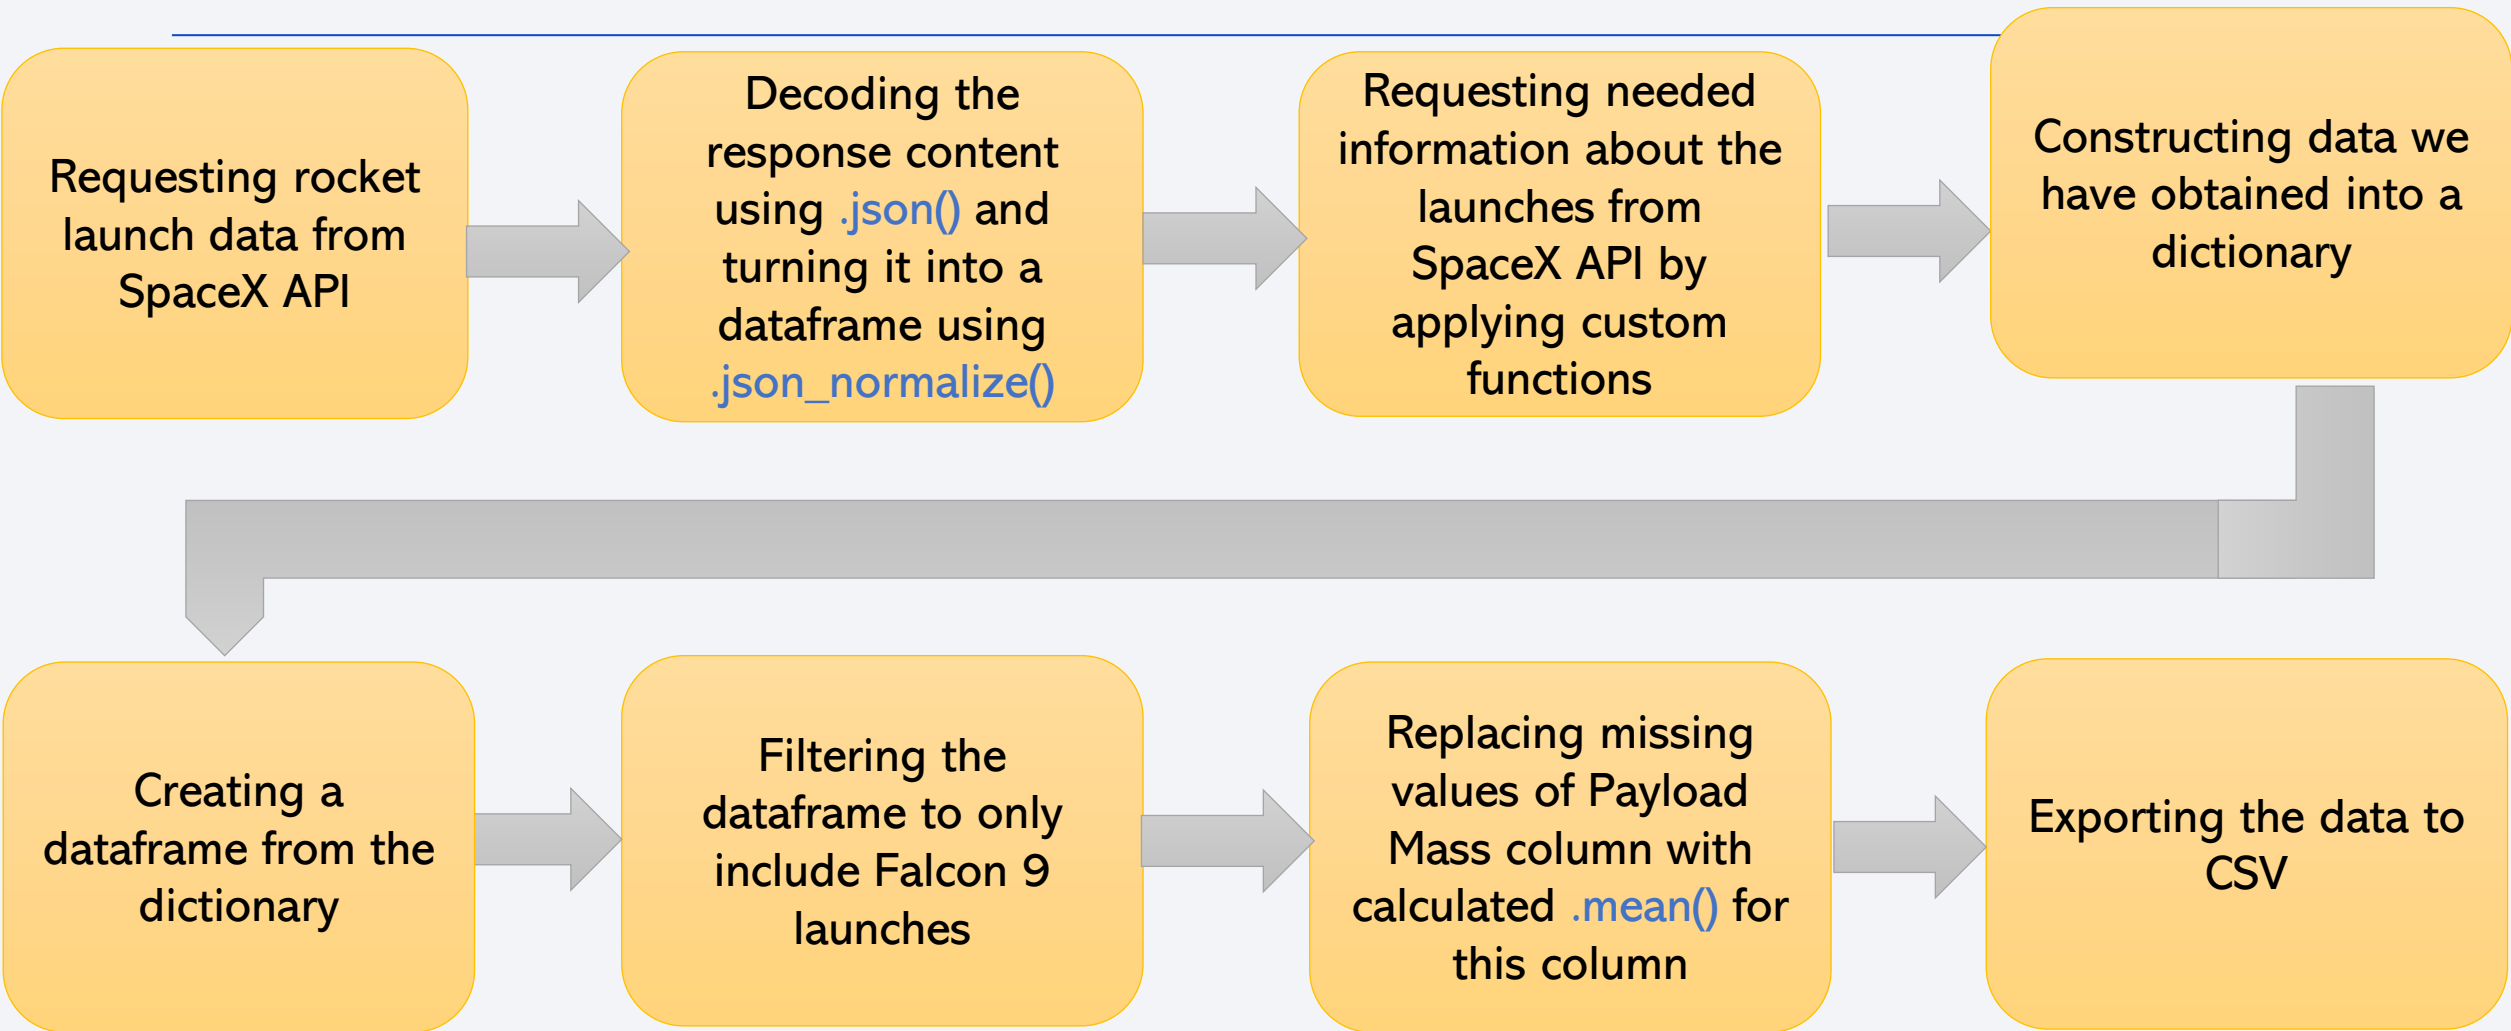 Requesting rocket
launch data from
SpaceX API
Decoding the
response content
using .json() and
turning it into a
dataframe using
.json_normalize()
Requesting needed
information about the
launches from
SpaceX API by
applying custom
functions
Constructing data we
have obtained into a
dictionary
Creating a
dataframe from the
dictionary
Filtering the
dataframe to only
include Falcon 9
launches
Replacing missing
values of Payload
Mass column with
calculated .mean() for
this column
Exporting the data to
CSV